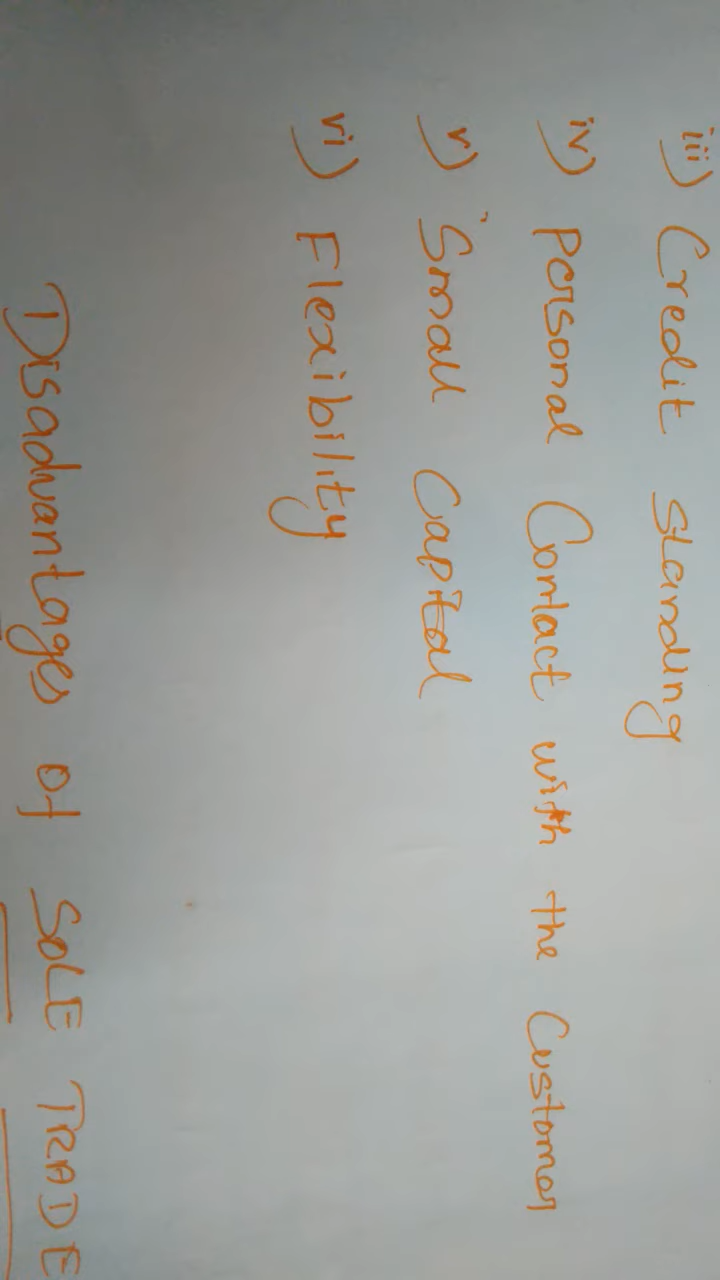 iii) Credit Standing
iv) Personal Contact with the Customer
v) Small Capital
vi) Flexibility
Disadvantages of SOLE TRADE